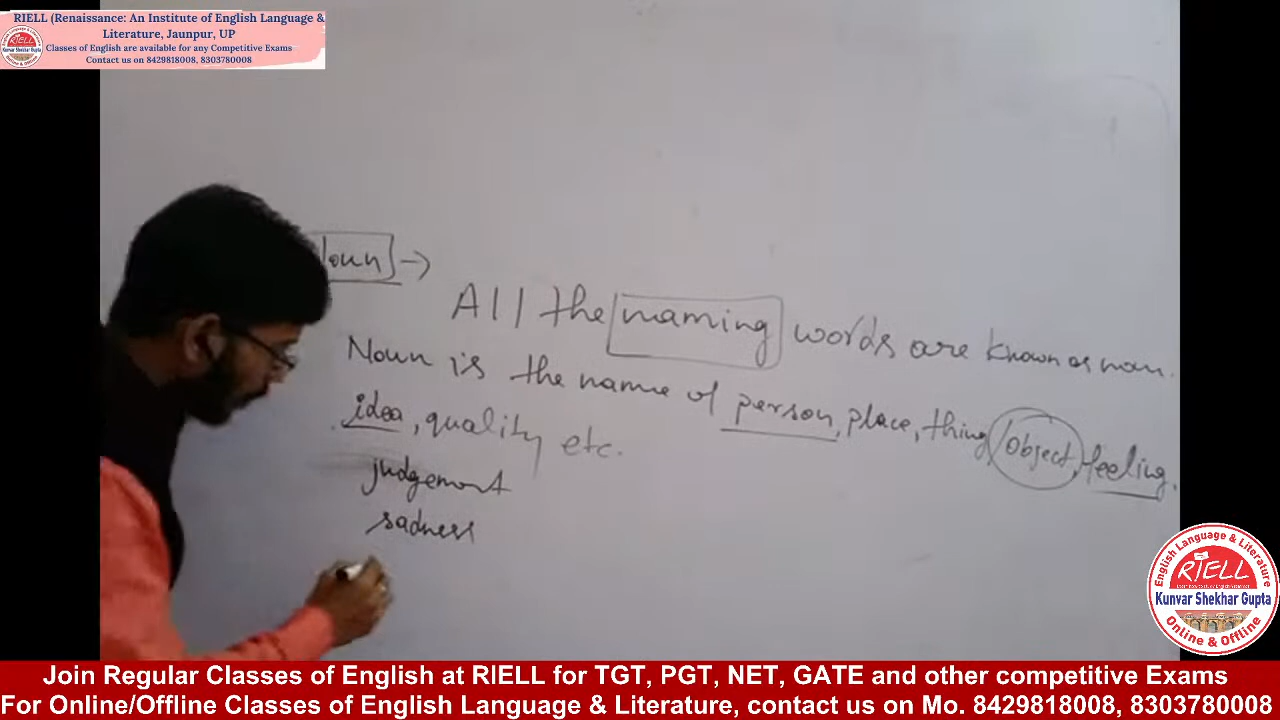 RIELL (Renaissance: An Institute of English Language &
Literature, Jaunpur, UP
Classes of English are available for any Competitive Exams
Contact us on 8429818008, 8303780008
Noun →
All the naming words are known as noun.
Noun is the name of person, place, thing/object, feeling,
idea, quality etc.
judgement
sadness
English Language & Literature
RIELL
Kunvar Shekhar Gupta
Online & Offline
Join Regular Classes of English at RIELL for TGT, PGT, NET, GATE and other competitive Exams
For Online/Offline Classes of English Language & Literature, contact us on Mo. 8429818008, 8303780008